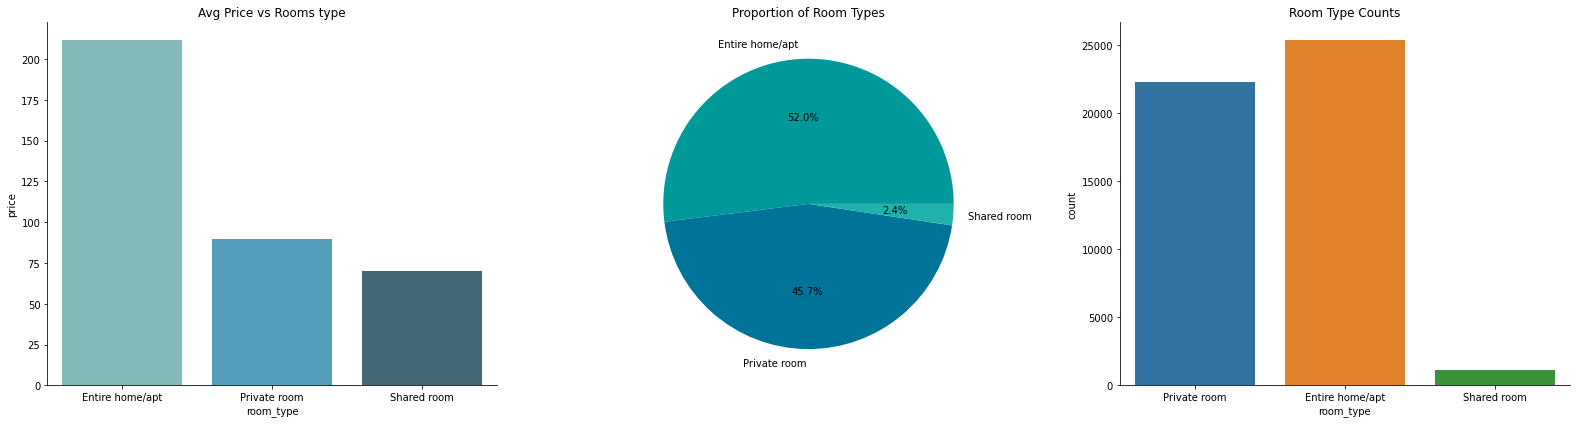 Avg Price vs Rooms type
price
200
175
150
125
100
75
50
25
0
Entire home/apt
Private room
Shared room
room_type
Proportion of Room Types
Entire home/apt
52.0%
2.4%
Shared room
45.7%
Private room
Room Type Counts
count
25000
20000
15000
10000
5000
0
Private room
Entire home/apt
Shared room
room_type